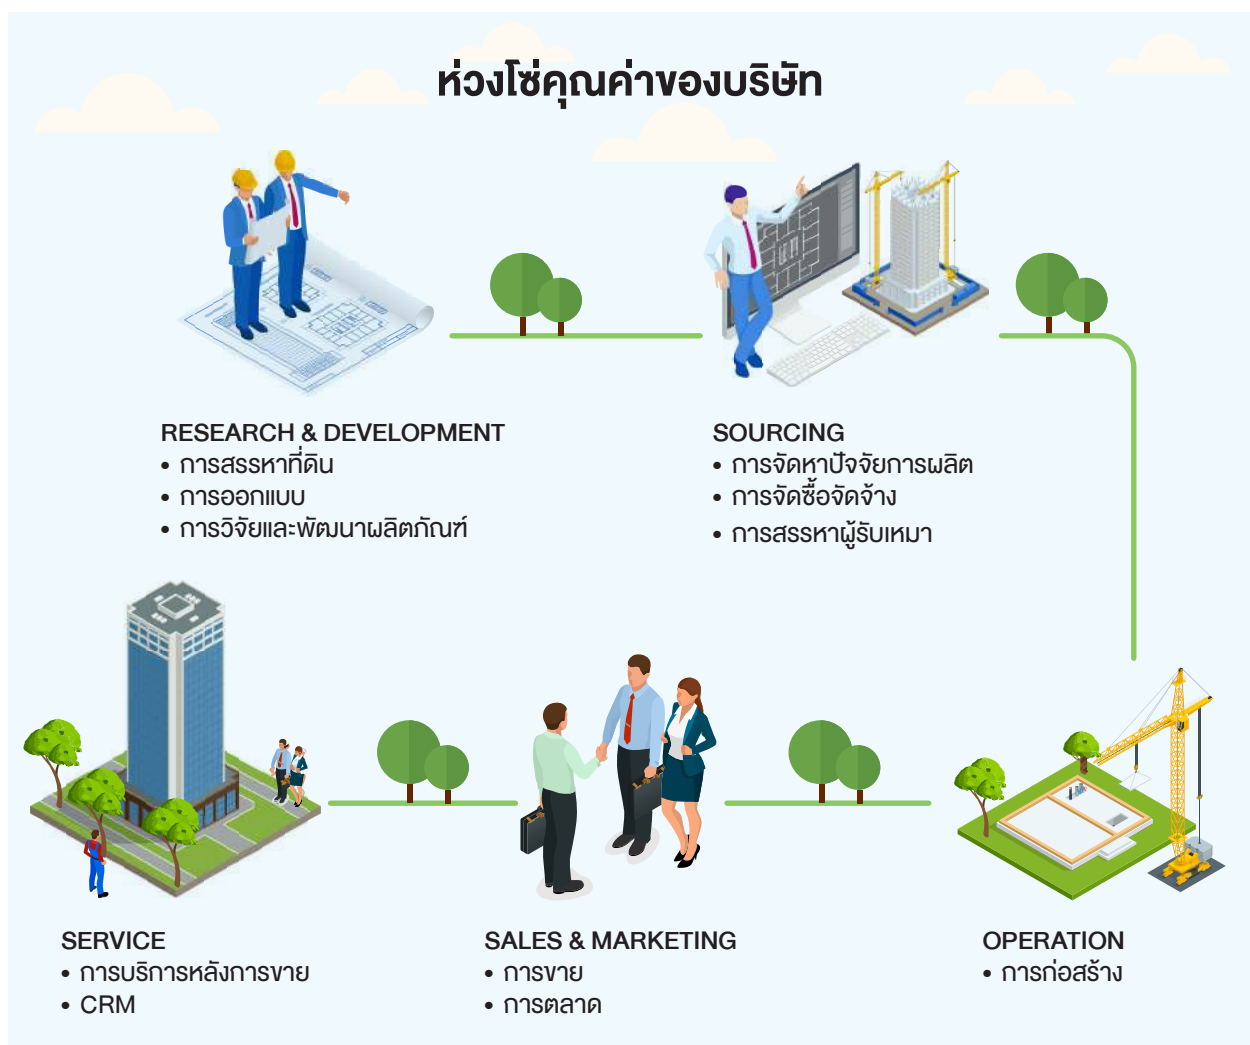 ห่วงโซ่คุณค่าของบริษัท
RESEARCH & DEVELOPMENT
• การสรรหาที่ดิน
• การออกแบบ
• การวิจัยและพัฒนาผลิตภัณฑ์
SOURCING
• การจัดหาปัจจัยการผลิต
• การจัดซื้อจัดจ้าง
• การสรรหาผู้รับเหมา
SERVICE
• การบริการหลังการขาย
• CRM
SALES & MARKETING
• การขาย
• การตลาด
OPERATION
• การก่อสร้าง